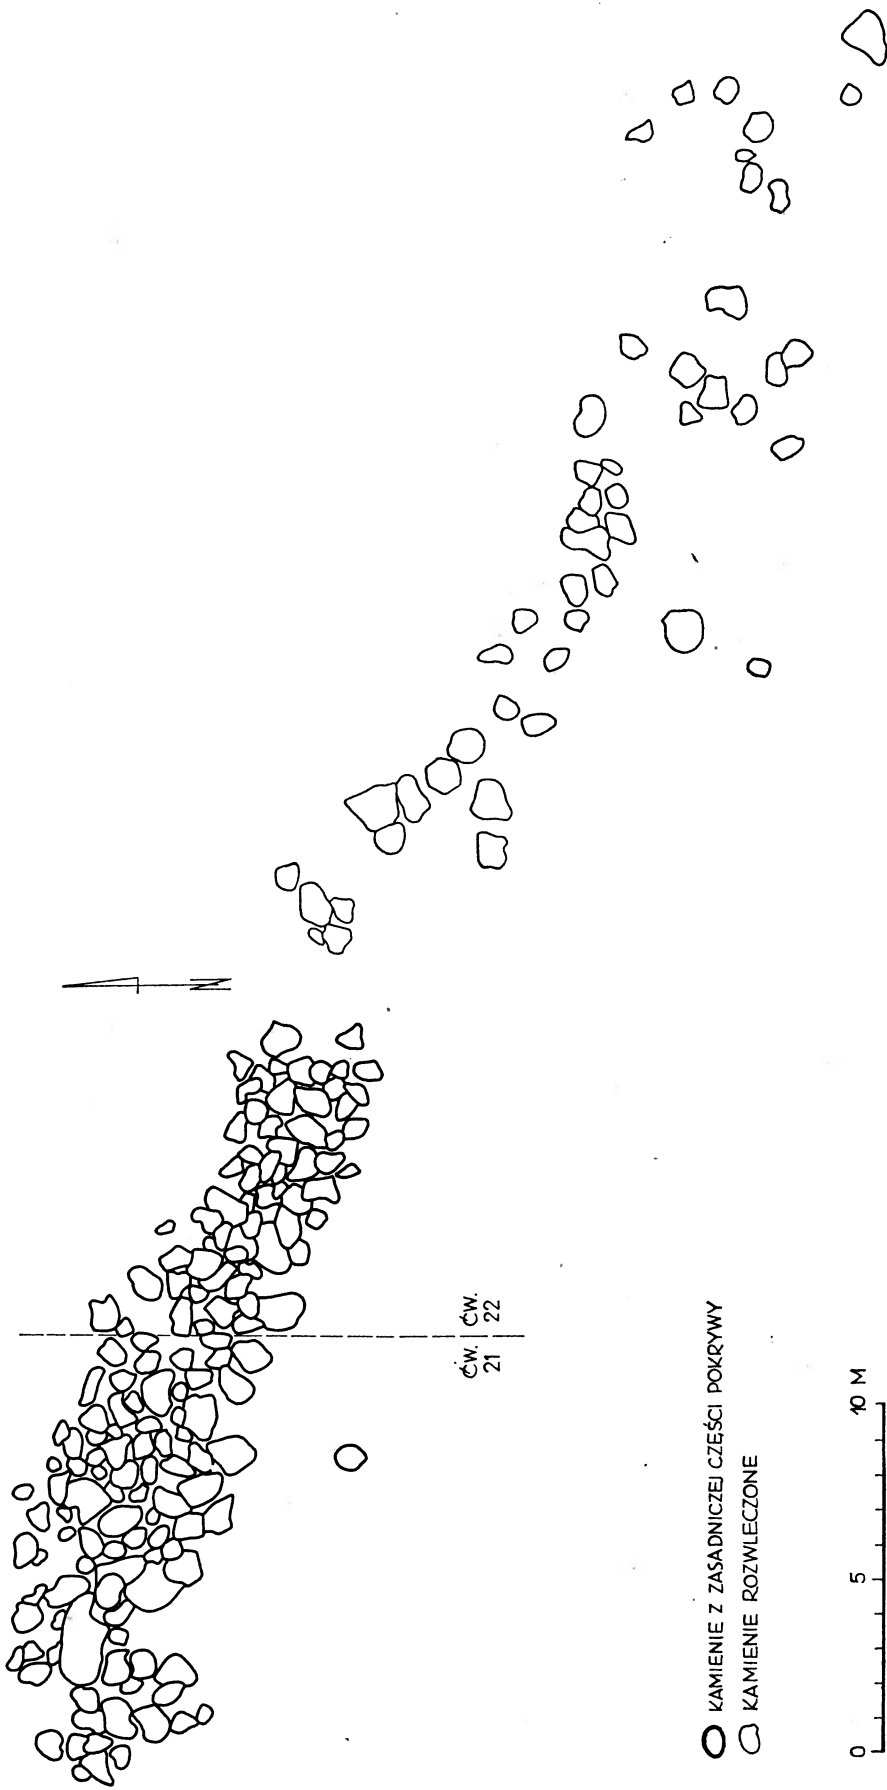 N
ĆW. 21
ĆW. 22
KAMIENIE Z ZASADNICZEJ CZĘŚCI POKRYWY
KAMIENIE ROZWLECZONE
0 5 10 M